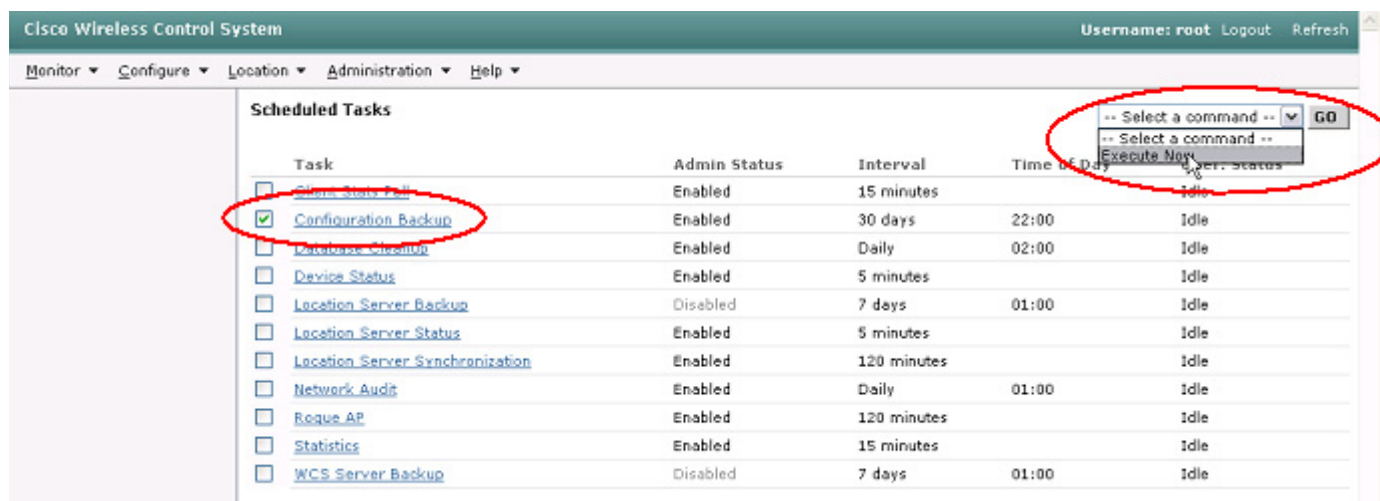 Cisco Wireless Control System
Username: root Logout Refresh
Monitor Configure Location Administration Help
Scheduled Tasks
-- Select a command -- GO
-- Select a command --
Execute Now
Task Admin Status Interval Time of Day Oper. Status
Client Stats Poll Enabled 15 minutes Idle
Configuration Backup Enabled 30 days 22:00 Idle
Database Cleanup Enabled Daily 02:00 Idle
Device Status Enabled 5 minutes Idle
Location Server Backup Disabled 7 days 01:00 Idle
Location Server Status Enabled 5 minutes Idle
Location Server Synchronization Enabled 120 minutes Idle
Network Audit Enabled Daily 01:00 Idle
Rogue AP Enabled 120 minutes Idle
Statistics Enabled 15 minutes Idle
WCS Server Backup Disabled 7 days 01:00 Idle